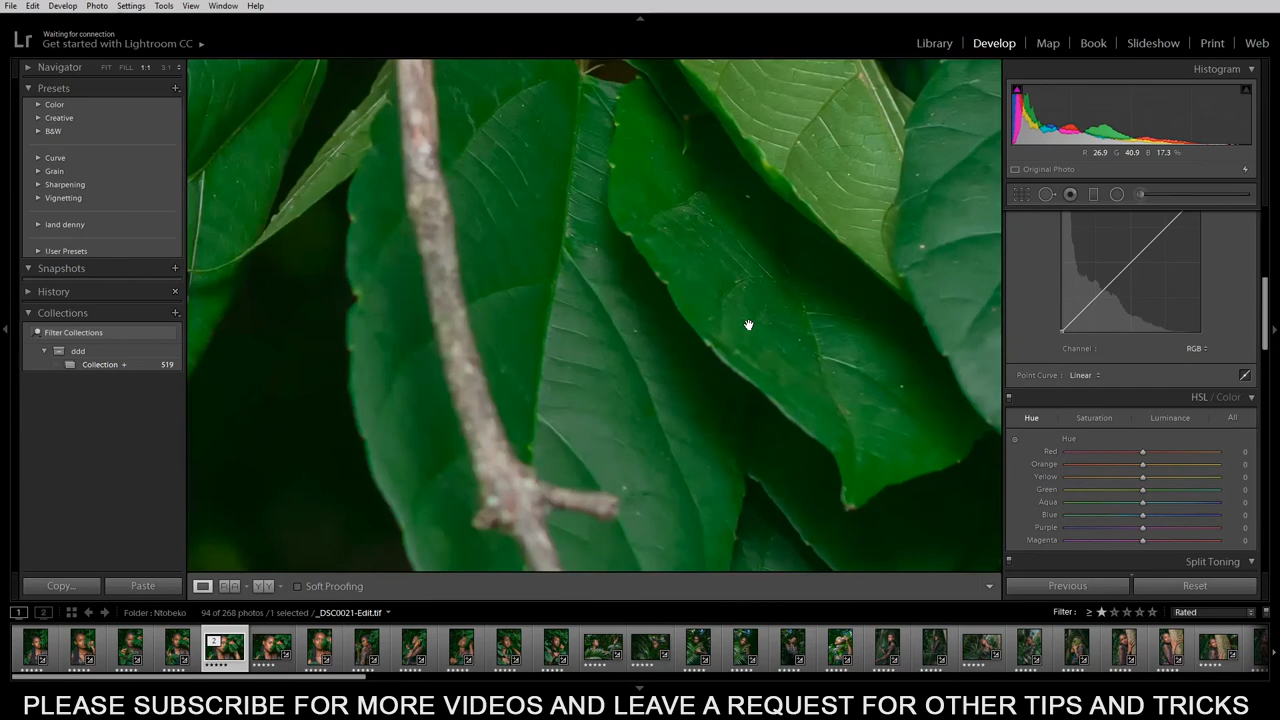 File Edit Develop Photo Settings Tools View Window Help
Lr
Waiting for connection
Get started with Lightroom CC
Library Develop Map Book Slideshow Print Web
Navigator FIT FILL 1:1 3:1
Histogram
Presets
Color
Creative
B&W
Curve
Grain
Sharpening
Vignetting
iand denny
User Presets
Snapshots
History
Collections
Filter Collections
ddd
Collection + 519
Copy... Paste
R 26.9 G 40.9 B 17.3 %
Original Photo
Channel : RGB
Point Curve : Linear
HSL / Color
Hue Saturation Luminance All
Hue
Red 0
Orange 0
Yellow 0
Green 0
Aqua 0
Blue 0
Purple 0
Magenta 0
Split Toning
Previous Reset
Soft Proofing
1 2 Folder : Ntobeko 94 of 268 photos /1 selected /_DSC0021-Edit.tif
Filter : ≥ ★☆☆☆☆ Rated
2
PLEASE SUBSCRIBE FOR MORE VIDEOS AND LEAVE A REQUEST FOR OTHER TIPS AND TRICKS